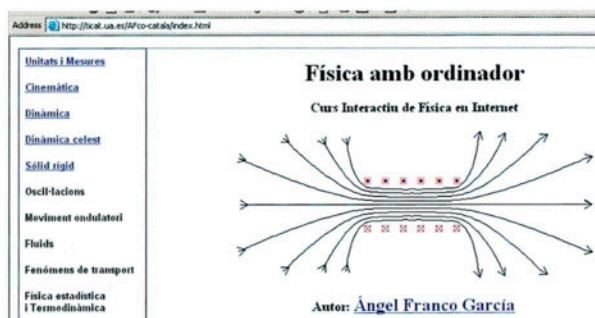 Address http://ticat.ua.es/AFco-catala/index.html
Unitats i Mesures
Cinemàtica
Dinàmica
Dinàmica celest
Sòlid rígid
Oscil·lacions
Moviment ondulatori
Fluids
Fenómens de transport
Física estadística
i Termodinàmica
Física amb ordinador
Curs Interactiu de Física en Internet
Autor: Ángel Franco García